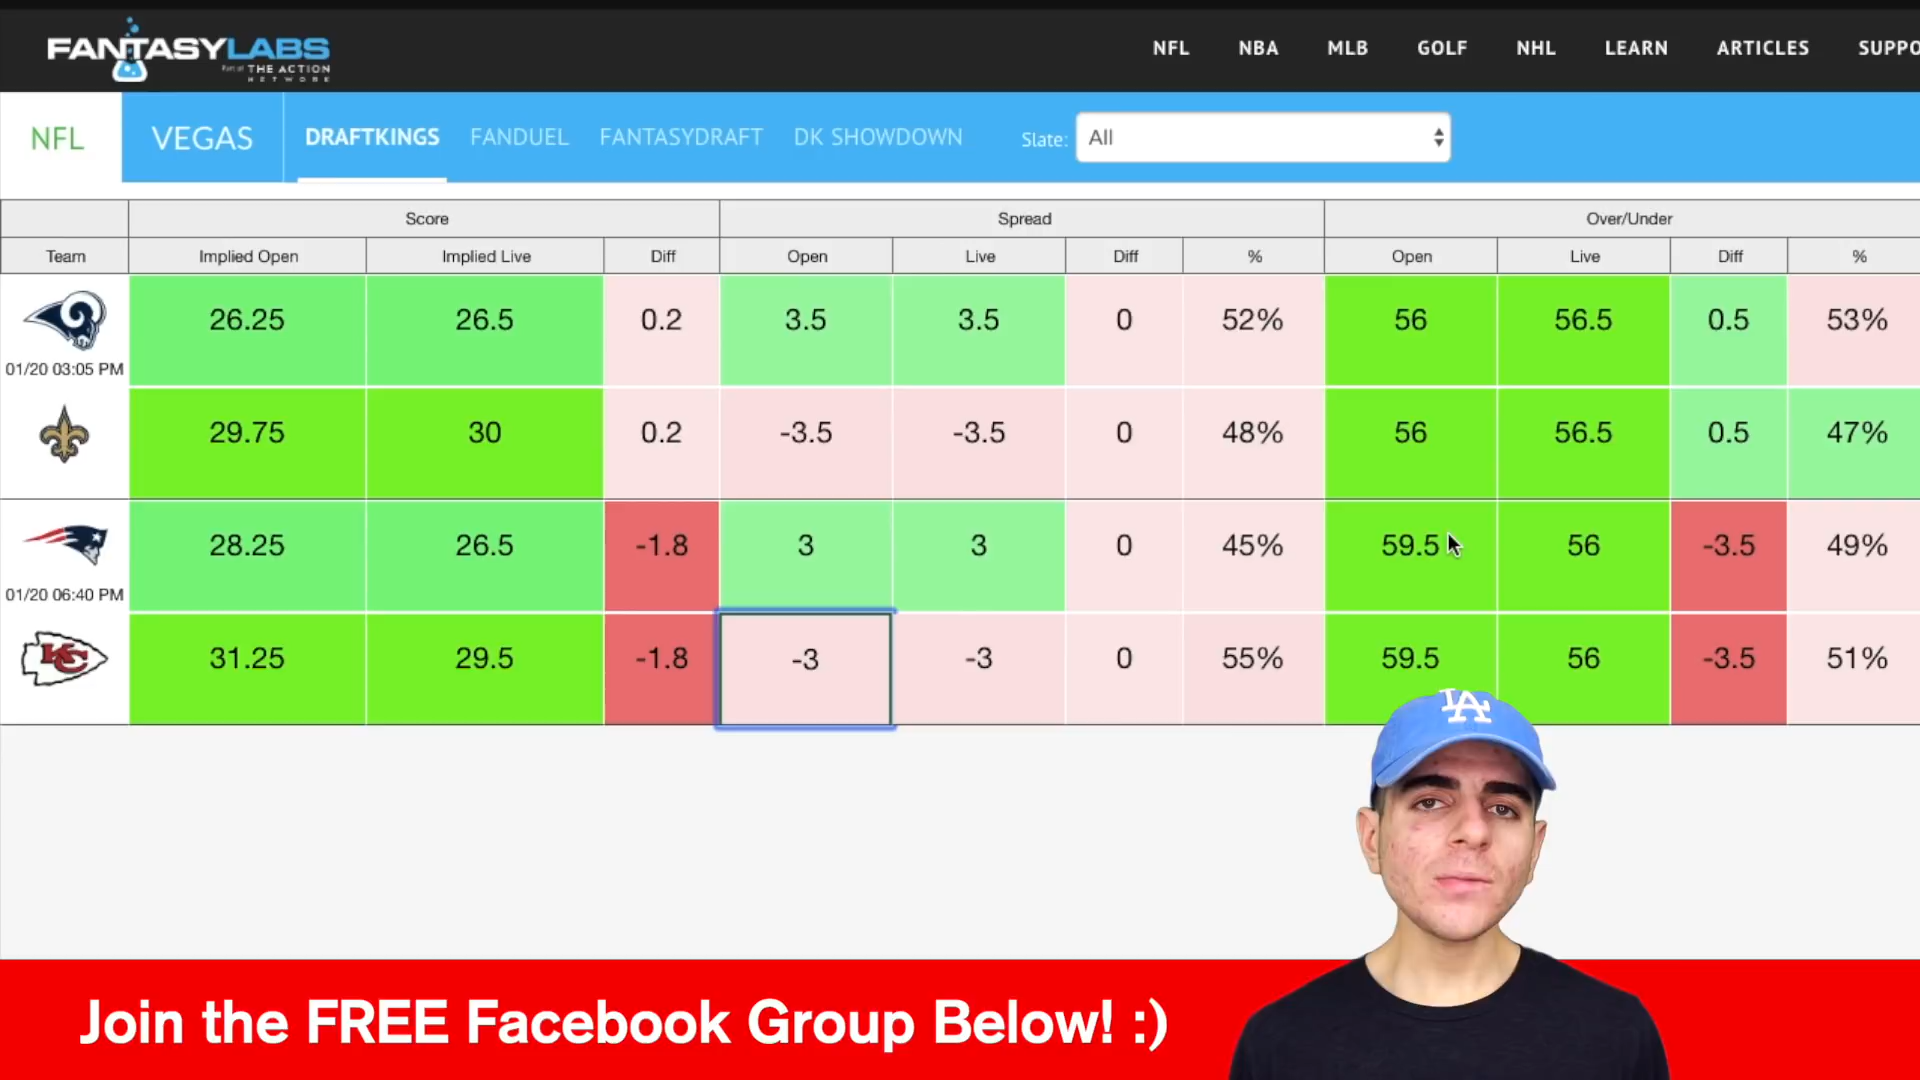 FANTASYLABS
Part of THE ACTION
NETWORK
NFL NBA MLB GOLF NHL LEARN ARTICLES SUPPO
NFL VEGAS DRAFTKINGS FANDUEL FANTASYDRAFT DK SHOWDOWN Slate: All
Score Spread Over/Under
Team Implied Open Implied Live Diff Open Live Diff % Open Live Diff %
26.25 26.5 0.2 3.5 3.5 0 52% 56 56.5 0.5 53%
01/20 03:05 PM
29.75 30 0.2 -3.5 -3.5 0 48% 56 56.5 0.5 47%
28.25 26.5 -1.8 3 3 0 45% 59.5 56 -3.5 49%
01/20 06:40 PM
KC 31.25 29.5 -1.8 -3 -3 0 55% 59.5 56 -3.5 51%
LA
Join the FREE Facebook Group Below! :)